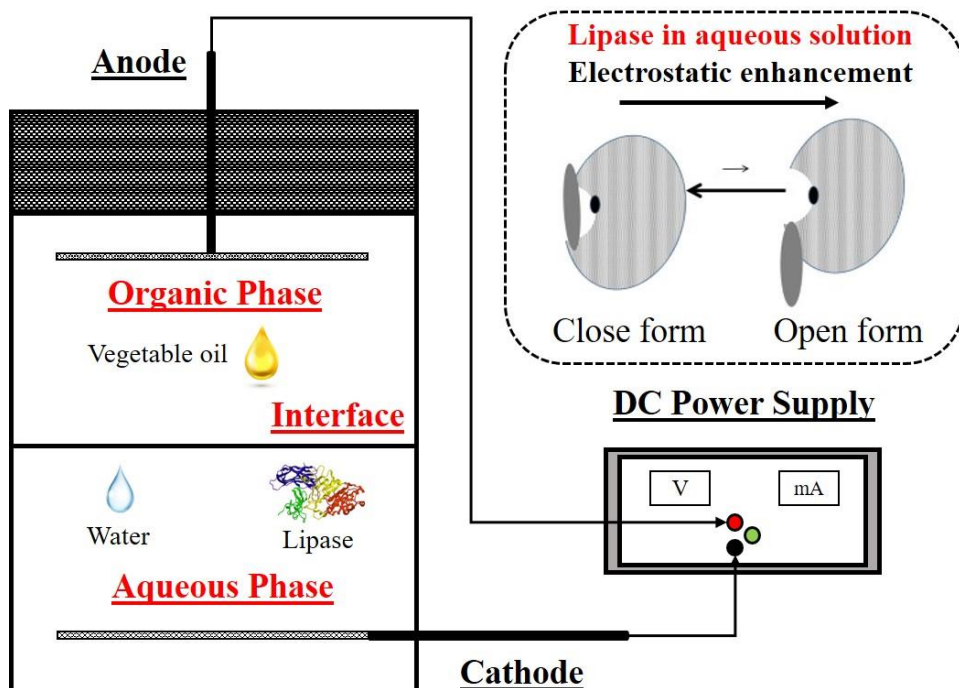 Anode
Organic Phase
Vegetable oil
Interface
Water
Lipase
Aqueous Phase
Cathode
Lipase in aqueous solution
Electrostatic enhancement
Close form
Open form
DC Power Supply
V
mA